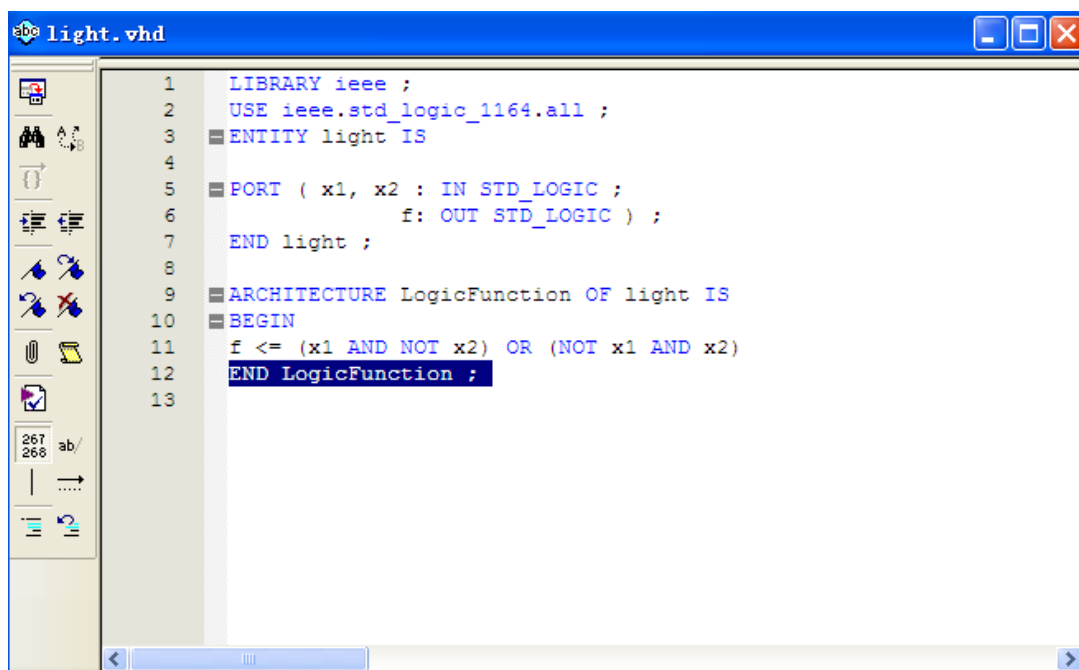 light.vhd
1 LIBRARY ieee ;
2 USE ieee.std_logic_1164.all ;
3 ENTITY light IS
4
5 PORT ( x1, x2 : IN STD_LOGIC ;
6 f: OUT STD_LOGIC ) ;
7 END light ;
8
9 ARCHITECTURE LogicFunction OF light IS
10 BEGIN
11 f <= (x1 AND NOT x2) OR (NOT x1 AND x2)
12 END LogicFunction ;
13
267
268
ab/